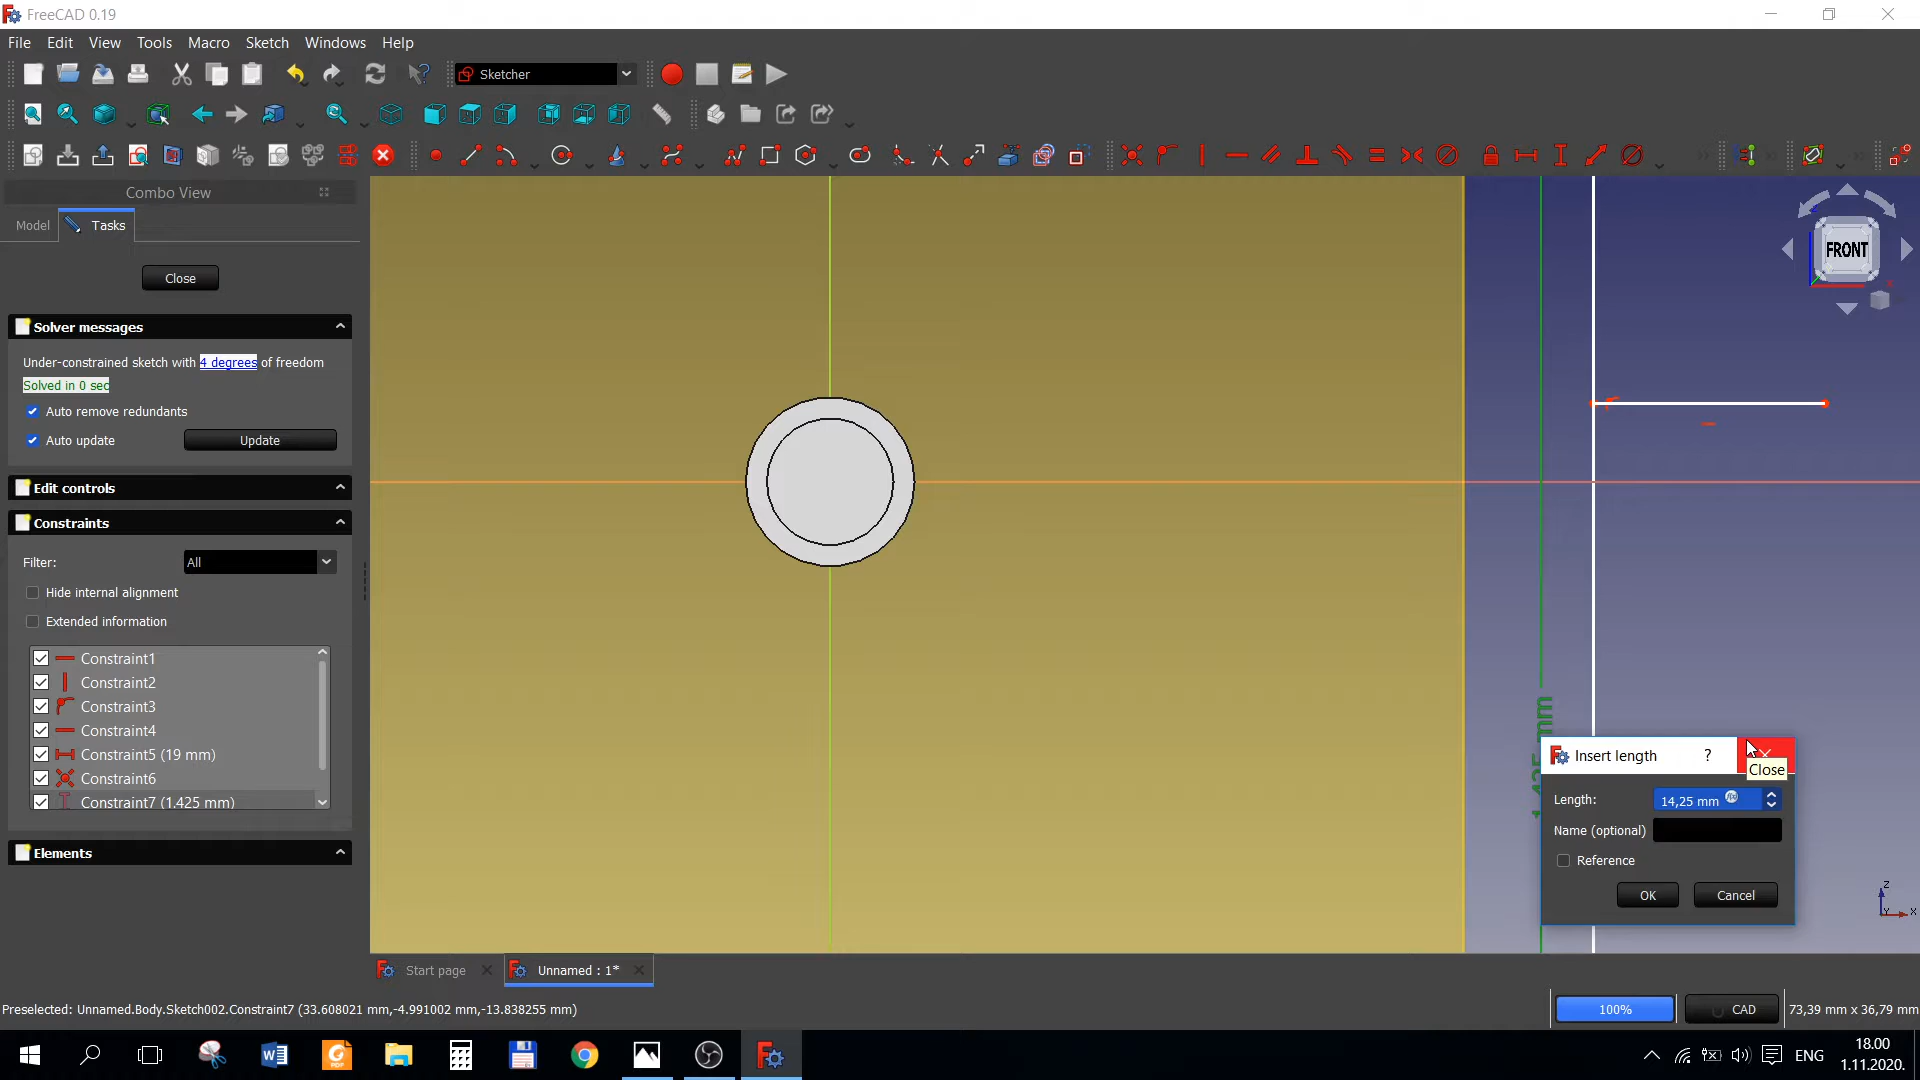 FreeCAD 0.19
File Edit View Tools Macro Sketch Windows Help
Sketcher
Combo View
Model Tasks
Close
Solver messages
Under-constrained sketch with 4 degrees of freedom
Solved in 0 sec
Auto remove redundants
Auto update Update
Edit controls
Constraints
Filter: All
Hide internal alignment
Extended information
Constraint1
Constraint2
Constraint3
Constraint4
Constraint5 (19 mm)
Constraint6
Constraint7 (1.425 mm)
Elements
FRONT
Insert length ?
Close
Length: 14,25 mm
Name (optional)
Reference
OK Cancel
Z
X
Start page Unnamed : 1*
Preselected: Unnamed.Body.Sketch002.Constraint7 (33.608021 mm,-4.991002 mm,-13.838255 mm)
100% CAD 73,39 mm x 36,79 mm
ENG 18.00
1.11.2020.